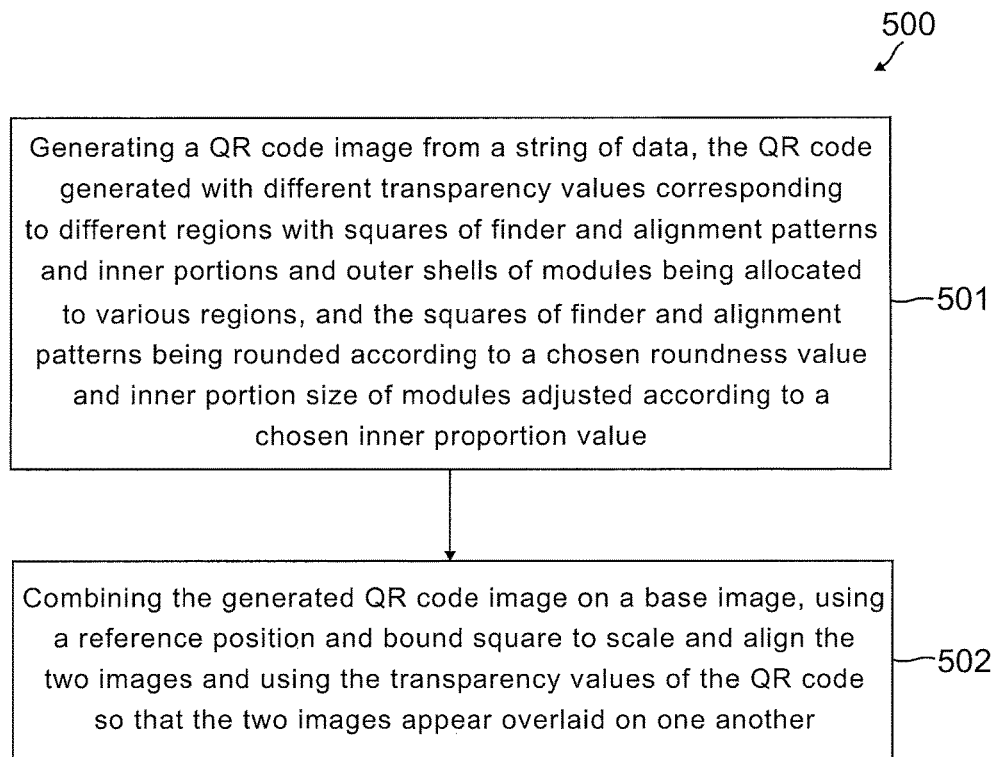 500
Generating a QR code image from a string of data, the QR code
generated with different transparency values corresponding
to different regions with squares of finder and alignment patterns
and inner portions and outer shells of modules being allocated
to various regions, and the squares of finder and alignment
patterns being rounded according to a chosen roundness value
and inner portion size of modules adjusted according to a
chosen inner proportion value
501
Combining the generated QR code image on a base image, using
a reference position and bound square to scale and align the
two images and using the transparency values of the QR code
so that the two images appear overlaid on one another
502